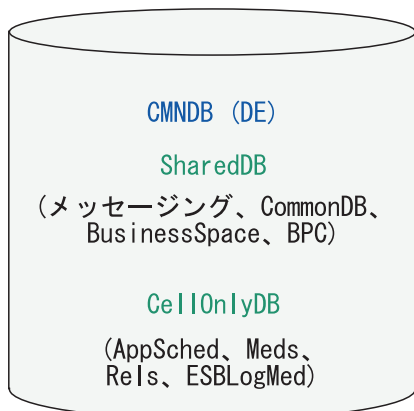 CMNDB (DE)
SharedDB
(メッセージング、CommonDB、
BusinessSpace、BPC)
CellOnlyDB
(AppSched、Meds、
Rels、ESBLogMed)